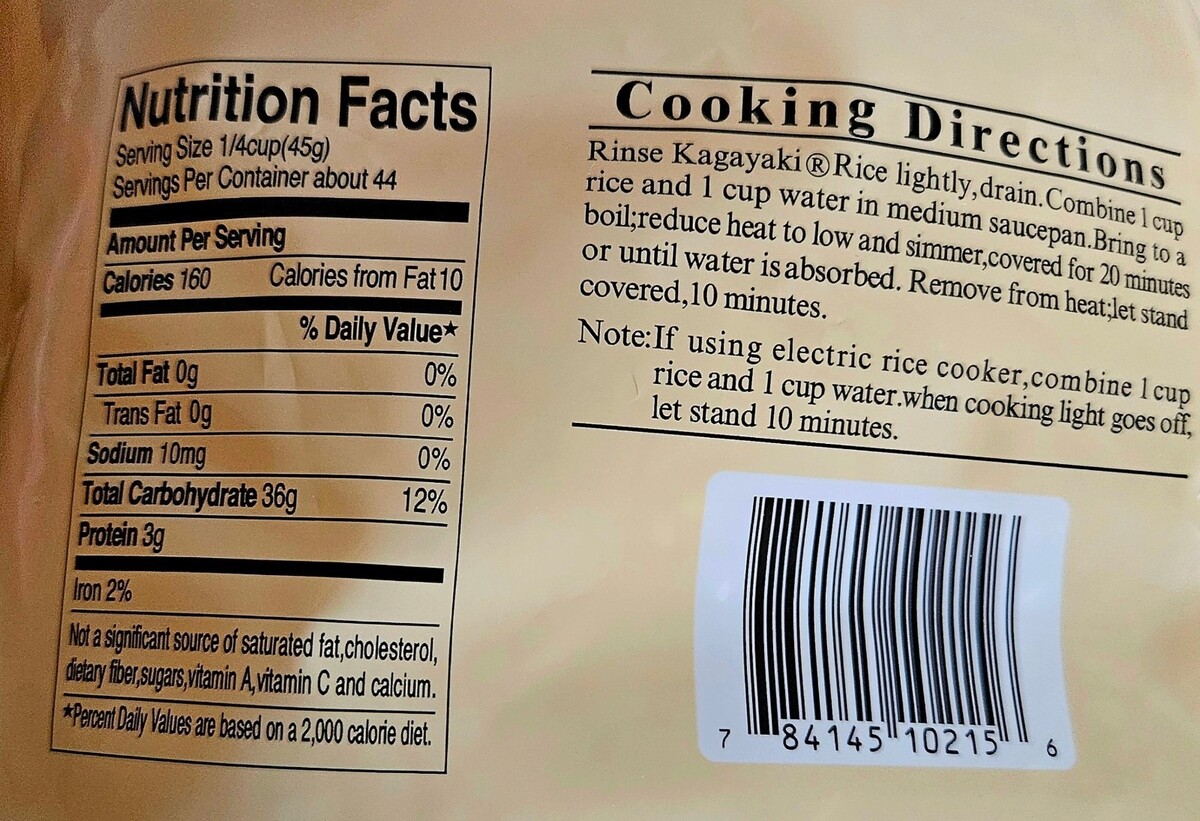 Nutrition Facts
Serving Size 1/4cup(45g)
Servings Per Container about 44
Amount Per Serving
Calories 160 Calories from Fat 10
% Daily Value★
Total Fat 0g 0%
Trans Fat 0g 0%
Sodium 10mg 0%
Total Carbohydrate 36g 12%
Protein 3g
Iron 2%
Not a significant source of saturated fat,cholesterol,
dietary fiber,sugars,vitamin A,vitamin C and calcium.
★Percent Daily Values are based on a 2,000 calorie diet.
Cooking Directions
Rinse Kagayaki®Rice lightly,drain.Combine 1 cup
rice and 1 cup water in medium saucepan.Bring to a
boil;reduce heat to low and simmer,covered for 20 minutes
or until water is absorbed. Remove from heat;let stand
covered,10 minutes.
Note:If using electric rice cooker,combine 1 cup
rice and 1 cup water.when cooking light goes off,
let stand 10 minutes.
7 84145 10215 6